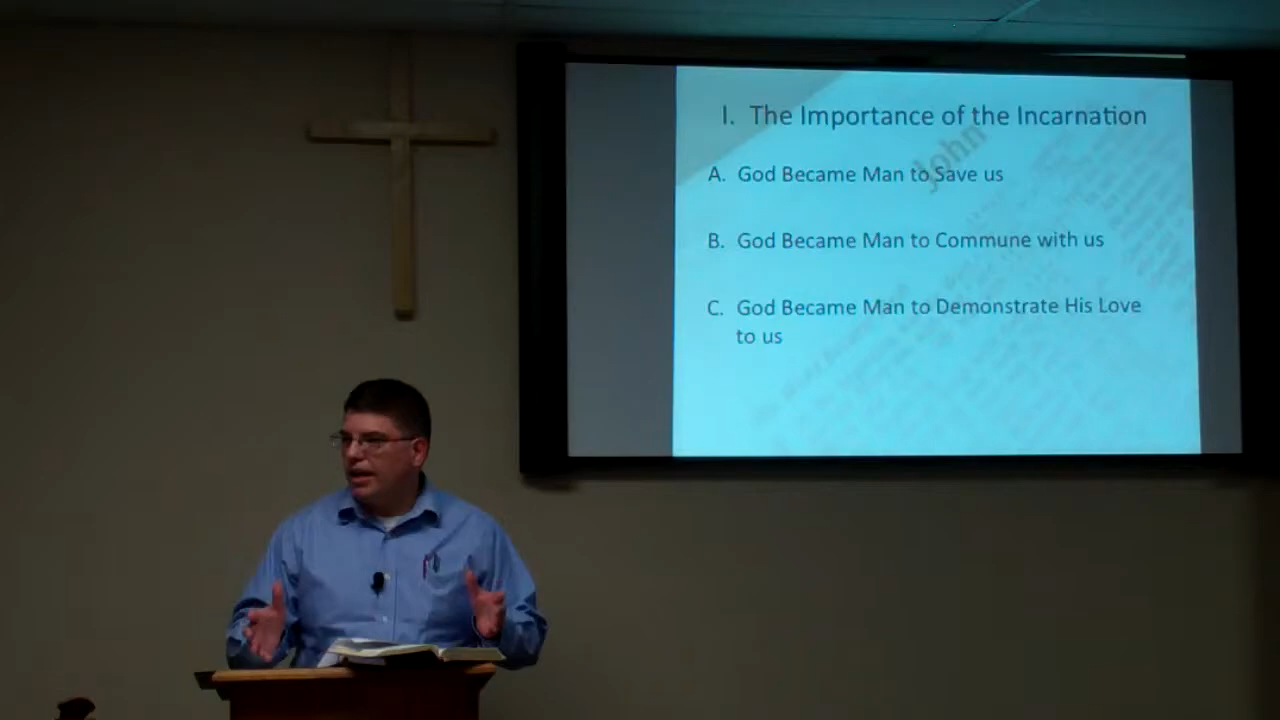 I. The Importance of the Incarnation
John
A. God Became Man to Save us
B. God Became Man to Commune with us
C. God Became Man to Demonstrate His Love
to us